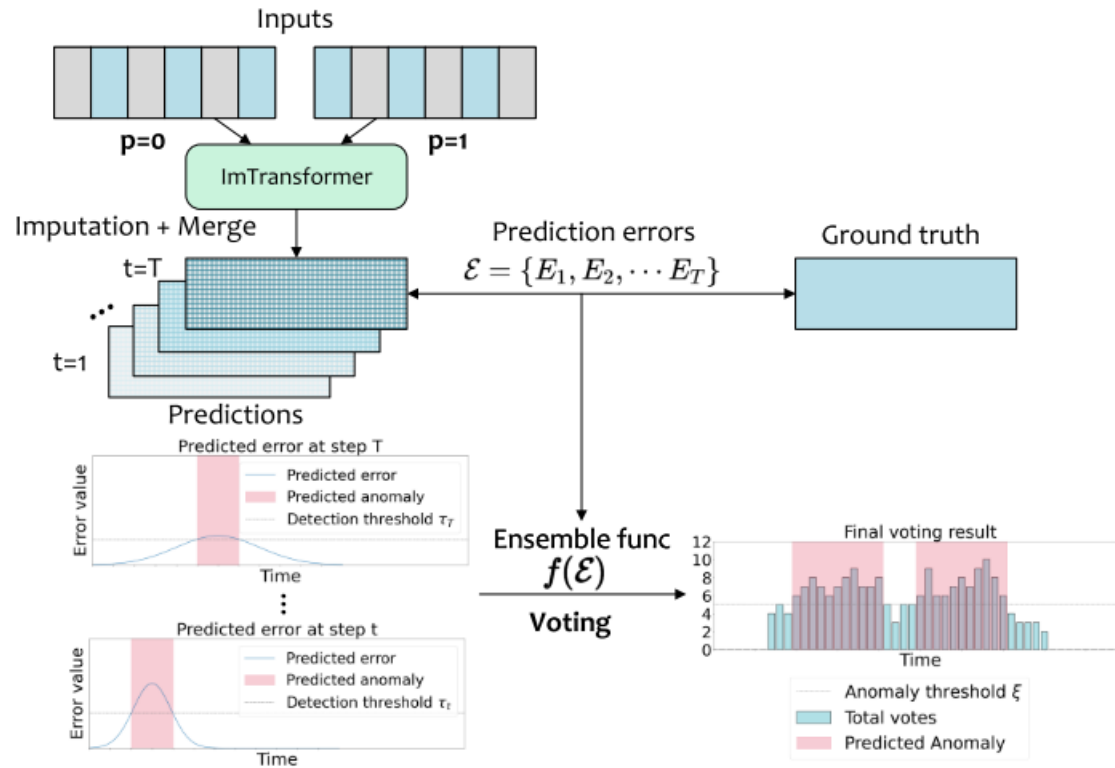 Inputs
p=0
p=1
ImTransformer
Imputation + Merge
t=T
...
t=1
Predictions
Prediction errors
ℰ = {E₁, E₂, ⋯ E_T}
Ground truth
Predicted error at step T
Error value
Predicted error
Predicted anomaly
Detection threshold τ_T
Time
⋮
Predicted error at step t
Error value
Predicted error
Predicted anomaly
Detection threshold τ_t
Time
Ensemble func
f(ℰ)
Voting
Final voting result
12
10
8
6
4
2
0
Time
Anomaly threshold ξ
Total votes
Predicted Anomaly